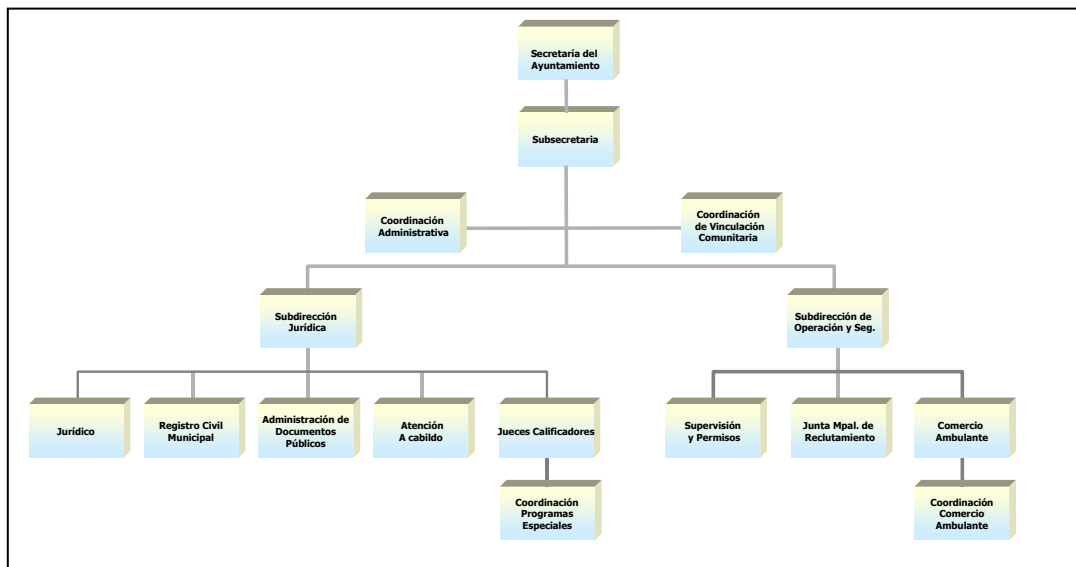 Secretaría del
Ayuntamiento
Subsecretaria
Coordinación
Administrativa
Coordinación
de Vinculación
Comunitaria
Subdirección
Jurídica
Subdirección de
Operación y Seg.
Jurídico
Registro Civil
Municipal
Administración de
Documentos
Públicos
Atención
A cabildo
Jueces Calificadores
Supervisión
y Permisos
Junta Mpal. de
Reclutamiento
Comercio
Ambulante
Coordinación
Programas
Especiales
Coordinación
Comercio
Ambulante